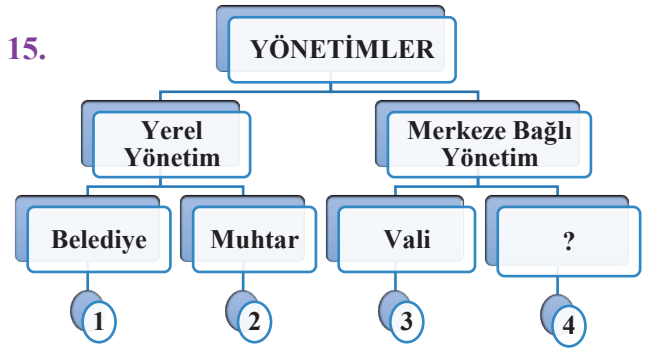 15.
YÖNETİMLER
Yerel
Yönetim
Merkeze Bağlı
Yönetim
Belediye
Muhtar
Vali
?
1
2
3
4